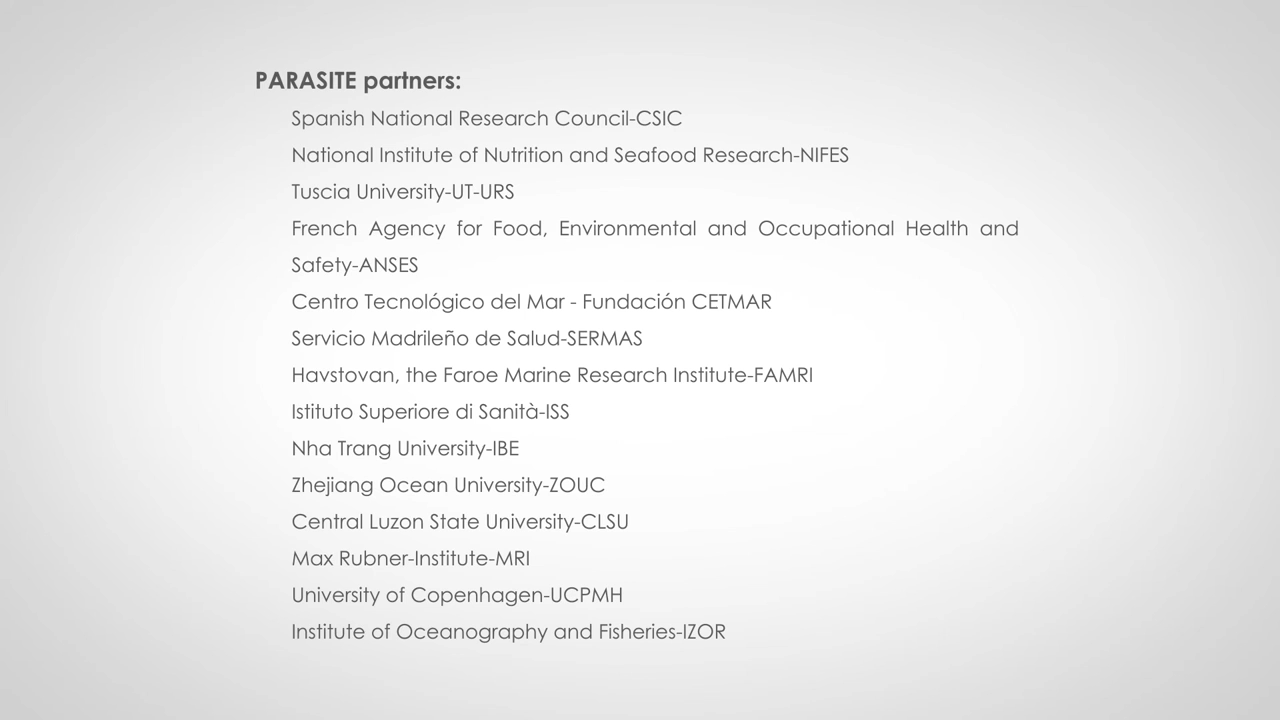 PARASITE partners:
Spanish National Research Council-CSIC
National Institute of Nutrition and Seafood Research-NIFES
Tuscia University-UT-URS
French Agency for Food, Environmental and Occupational Health and
Safety-ANSES
Centro Tecnológico del Mar - Fundación CETMAR
Servicio Madrileño de Salud-SERMAS
Havstovan, the Faroe Marine Research Institute-FAMRI
Istituto Superiore di Sanità-ISS
Nha Trang University-IBE
Zhejiang Ocean University-ZOUC
Central Luzon State University-CLSU
Max Rubner-Institute-MRI
University of Copenhagen-UCPMH
Institute of Oceanography and Fisheries-IZOR